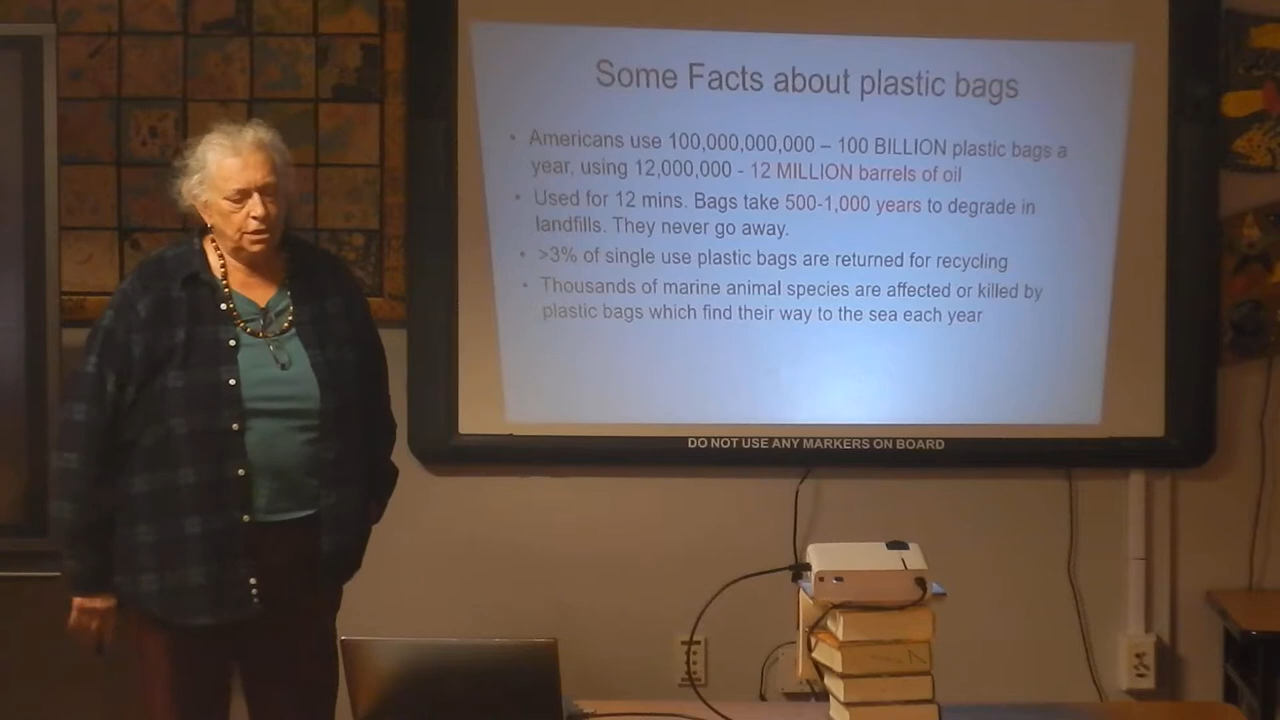 Some Facts about plastic bags
• Americans use 100,000,000,000 – 100 BILLION plastic bags a
year, using 12,000,000 - 12 MILLION barrels of oil
• Used for 12 mins. Bags take 500-1,000 years to degrade in
landfills. They never go away.
• >3% of single use plastic bags are returned for recycling
• Thousands of marine animal species are affected or killed by
plastic bags which find their way to the sea each year
DO NOT USE ANY MARKERS ON BOARD